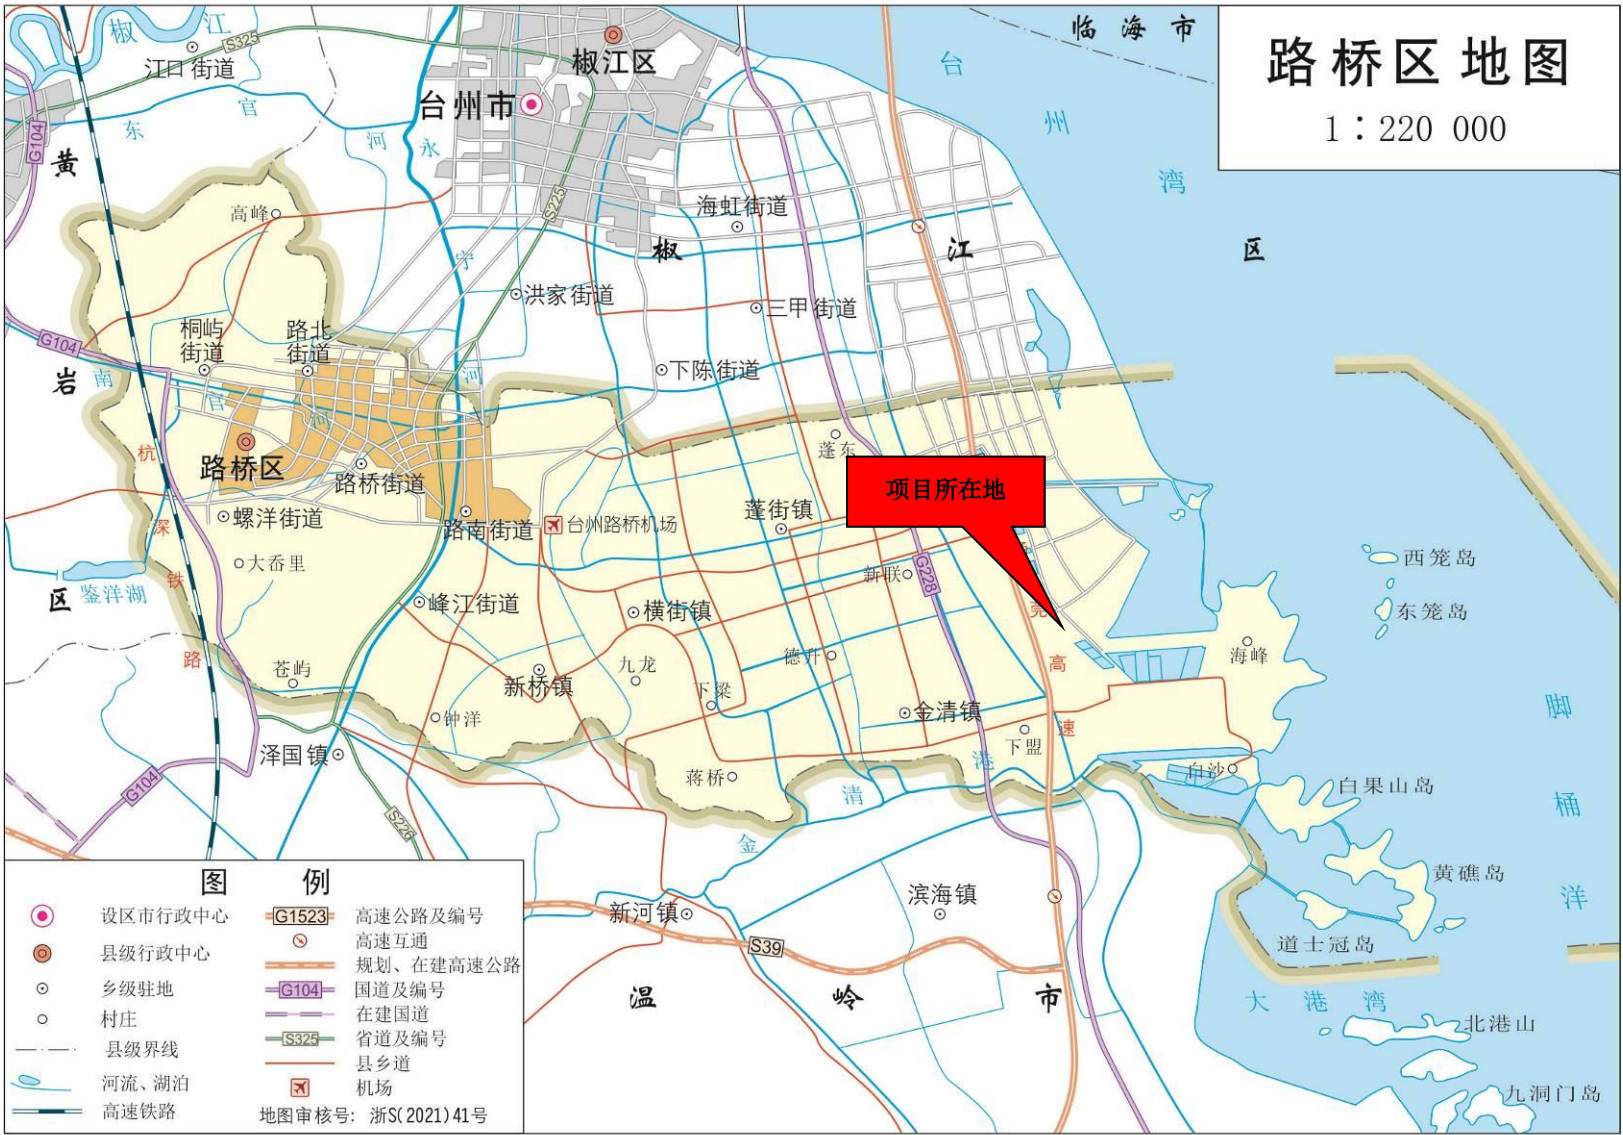 路桥区地图
1：220 000
临海市
椒江
S325
江口街道
椒江区
台州市
台州湾
官
东
河
永
G104
黄
高峰
S225
海虹街道
椒
江
区
宁
洪家街道
三甲街道
桐屿
街道
路北
街道
G104
岩
南
官
河
河
下陈街道
杭
路桥区
路桥街道
蓬东
项目所在地
螺洋街道
深
路南街道
台州路桥机场
蓬街镇
大岙里
铁
区
鉴洋湖
峰江街道
横街镇
新联
G228
莞
西笼岛
东笼岛
路
苍屿
新桥镇
九龙
德升
高
海峰
下梁
钟洋
金清镇
速
脚
泽国镇
下盟
港
蒋桥
白沙
清
白果山岛
G104
S226
金
桶
黄礁岛
新河镇
滨海镇
洋
道士冠岛
S39
温
岭
市
大港湾
北港山
九洞门岛
图例
设区市行政中心
县级行政中心
乡级驻地
村庄
县级界线
河流、湖泊
高速铁路
G1523 高速公路及编号
高速互通
规划、在建高速公路
G104 国道及编号
在建国道
S325 省道及编号
县乡道
机场
地图审核号：浙S(2021)41号